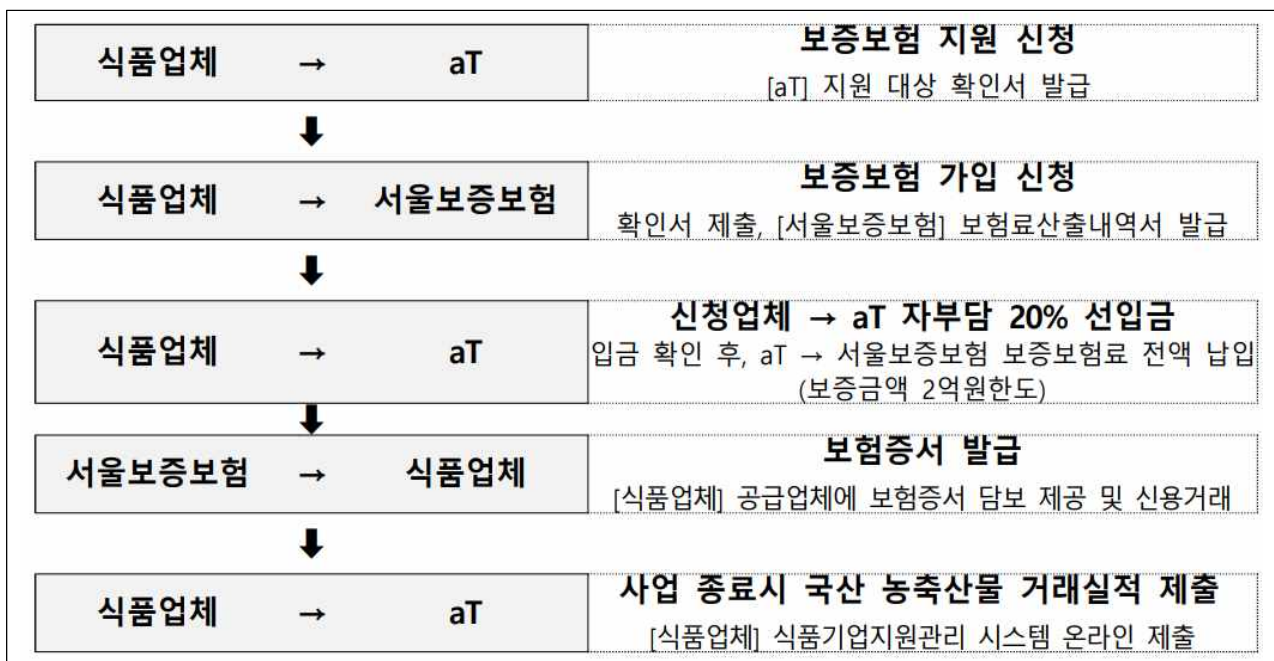 식품업체 → aT
보증보험 지원 신청
[aT] 지원 대상 확인서 발급
식품업체 → 서울보증보험
보증보험 가입 신청
확인서 제출, [서울보증보험] 보험료산출내역서 발급
식품업체 → aT
신청업체 → aT 자부담 20% 선입금
입금 확인 후, aT → 서울보증보험 보증보험료 전액 납입
(보증금액 2억원한도)
서울보증보험 → 식품업체
보험증서 발급
[식품업체] 공급업체에 보험증서 담보 제공 및 신용거래
식품업체 → aT
사업 종료시 국산 농축산물 거래실적 제출
[식품업체] 식품기업지원관리 시스템 온라인 제출